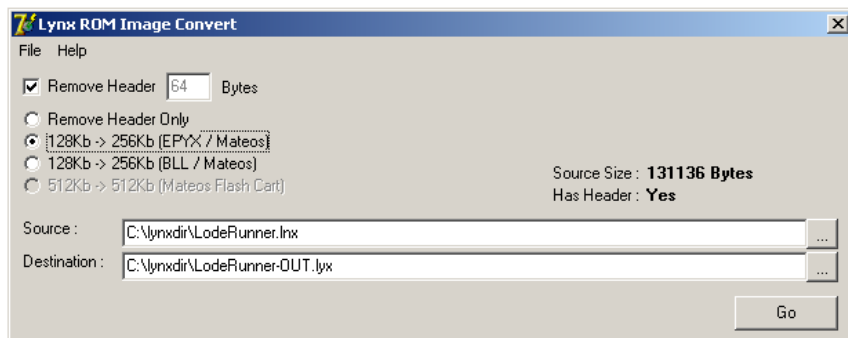 Lynx ROM Image Convert
File Help
Remove Header 64 Bytes
Remove Header Only
128Kb -> 256Kb (EPYX / Mateos)
128Kb -> 256Kb (BLL / Mateos)
512Kb -> 512Kb (Mateos Flash Cart)
Source Size : 131136 Bytes
Has Header : Yes
Source : C:\lynxdir\LodeRunner.lnx ...
Destination : C:\lynxdir\LodeRunner-OUT.lyx ...
Go